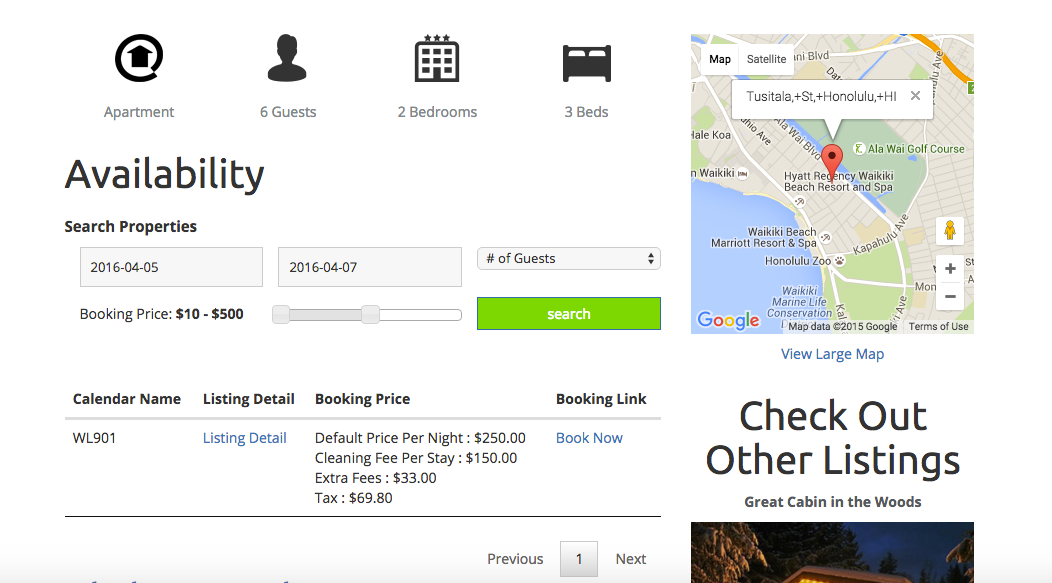 Apartment
6 Guests
2 Bedrooms
3 Beds
Availability
Search Properties
2016-04-05
2016-04-07
# of Guests
Booking Price: $10 - $500
search
Calendar Name
Listing Detail
Booking Price
Booking Link
WL901
Listing Detail
Default Price Per Night : $250.00
Cleaning Fee Per Stay : $150.00
Extra Fees : $33.00
Tax : $69.80
Book Now
Previous
1
Next
Map
Satellite
Tusitala,+St,+Honolulu,+HI
Ala Wai Blvd
Ala Wai Golf Course
Hyatt Regency Waikiki
Beach Resort and Spa
Waikiki Beach
Marriott Resort & Spa
Honolulu Zoo
Kapahulu Ave
Waikiki
Marine Life
Conservation
Google
Map data ©2015 Google
Terms of Use
View Large Map
Check Out
Other Listings
Great Cabin in the Woods